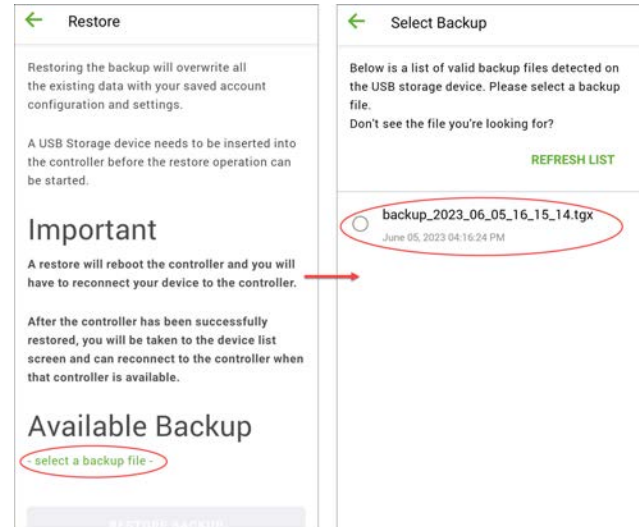 Restore
Restoring the backup will overwrite all
the existing data with your saved account
configuration and settings.
A USB Storage device needs to be inserted into
the controller before the restore operation can
be started.
Important
A restore will reboot the controller and you will
have to reconnect your device to the controller.
After the controller has been successfully
restored, you will be taken to the device list
screen and can reconnect to the controller when
that controller is available.
Available Backup
- select a backup file -
RESTORE BACKUP
Select Backup
Below is a list of valid backup files detected on
the USB storage device. Please select a backup
file.
Don't see the file you're looking for?
REFRESH LIST
backup_2023_06_05_16_15_14.tgx
June 05, 2023 04:16:24 PM